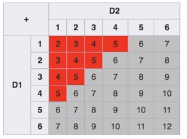 + D2
1 2 3 4 5 6
D1
1 2 3 4 5 6 7
2 3 4 5 6 7 8
3 4 5 6 7 8 9
4 5 6 7 8 9 10
5 6 7 8 9 10 11
6 7 8 9 10 11 12